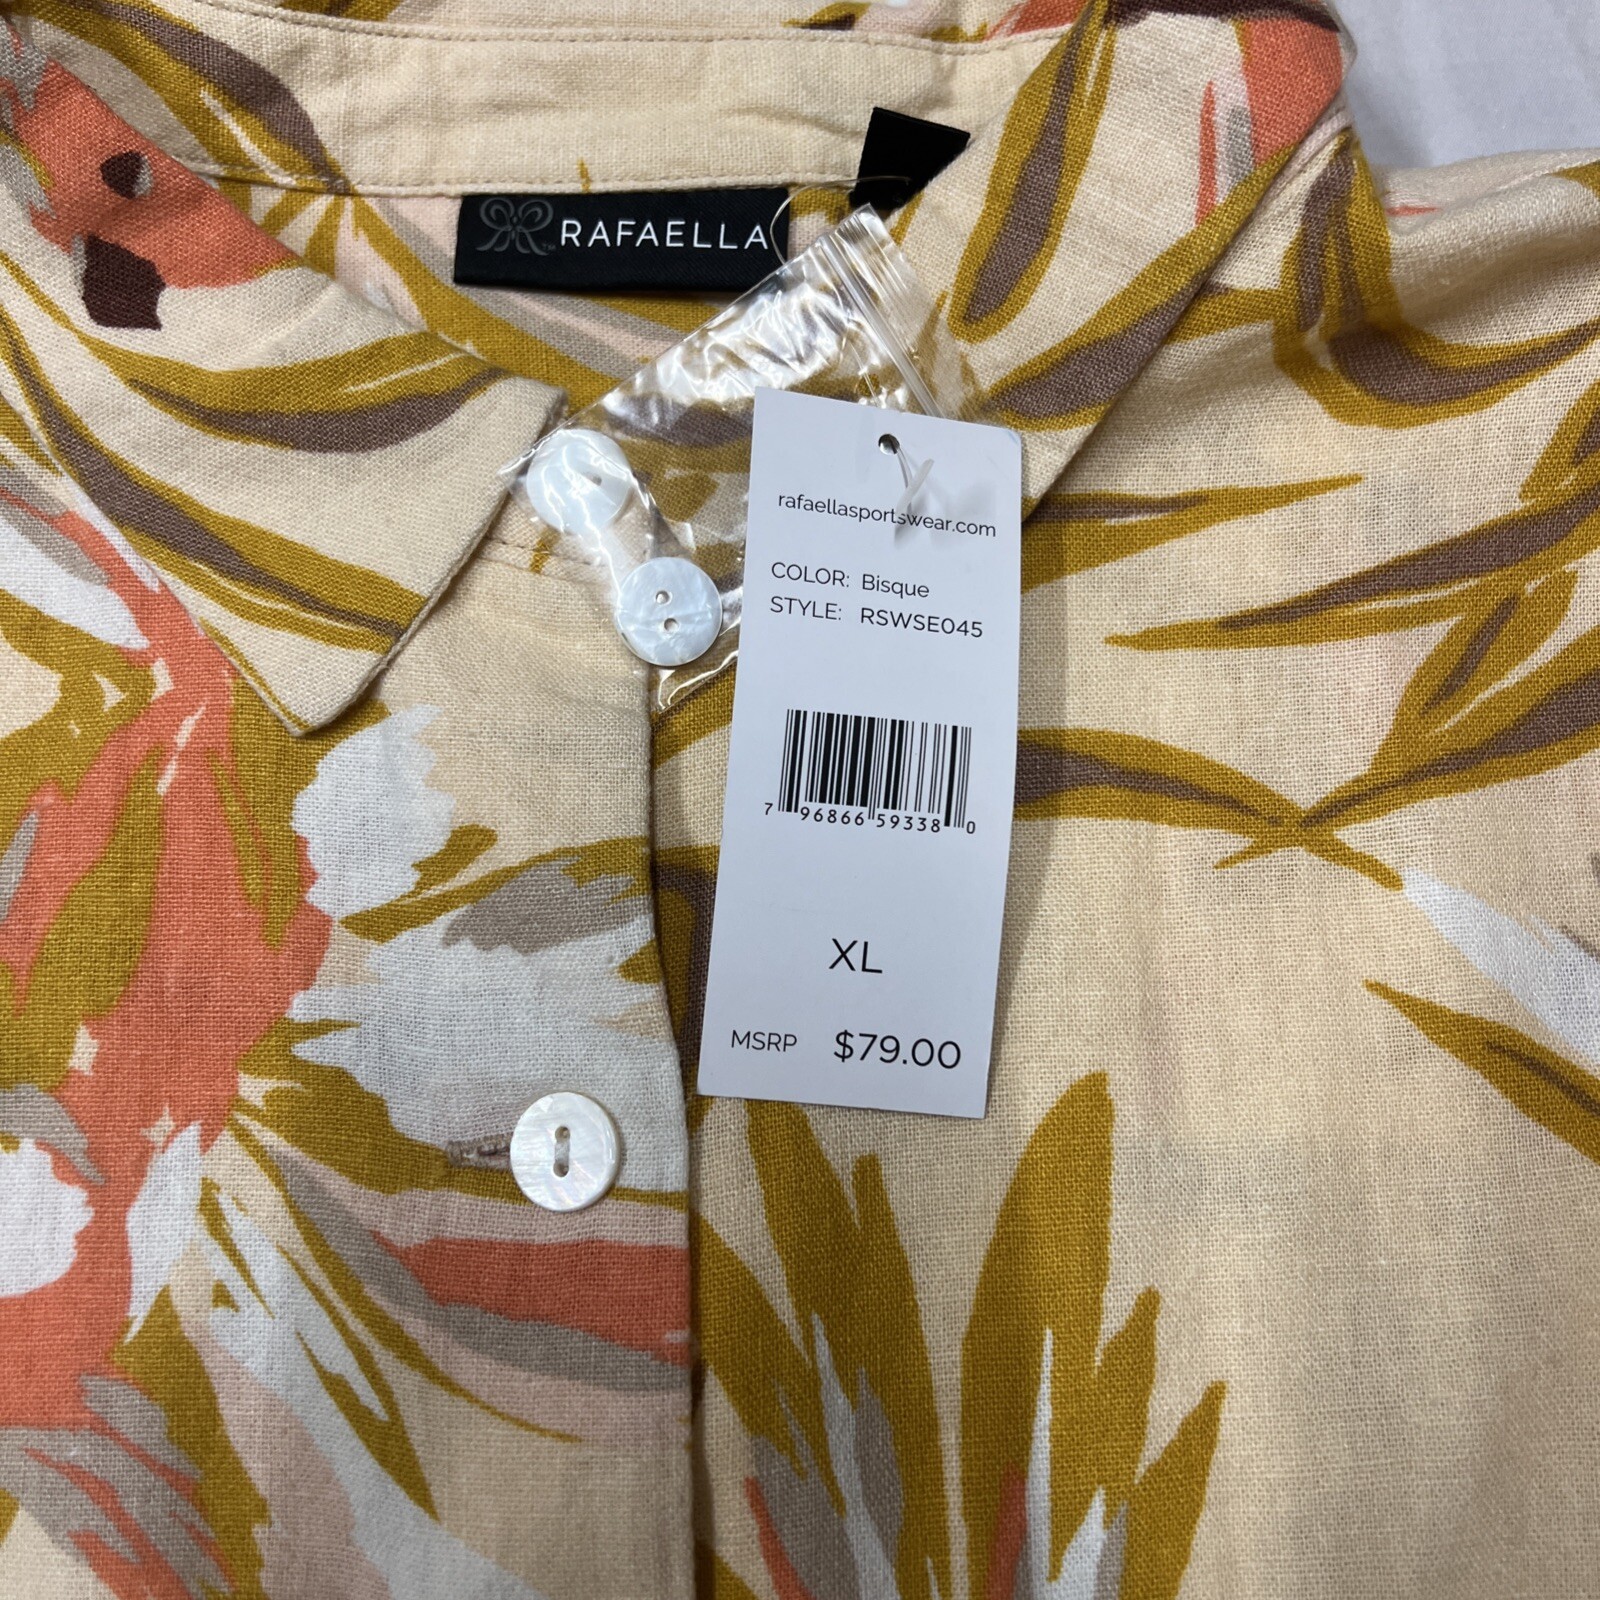 RAFAELLA
rafaellasportswear.com
COLOR: Bisque
STYLE: RSWSE045
7 96866 59338 0
XL
MSRP $79.00